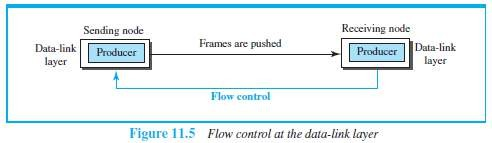 Sending node
Receiving node
Data-link
layer
Producer
Frames are pushed
Producer
Data-link
layer
Flow control
Figure 11.5 Flow control at the data-link layer